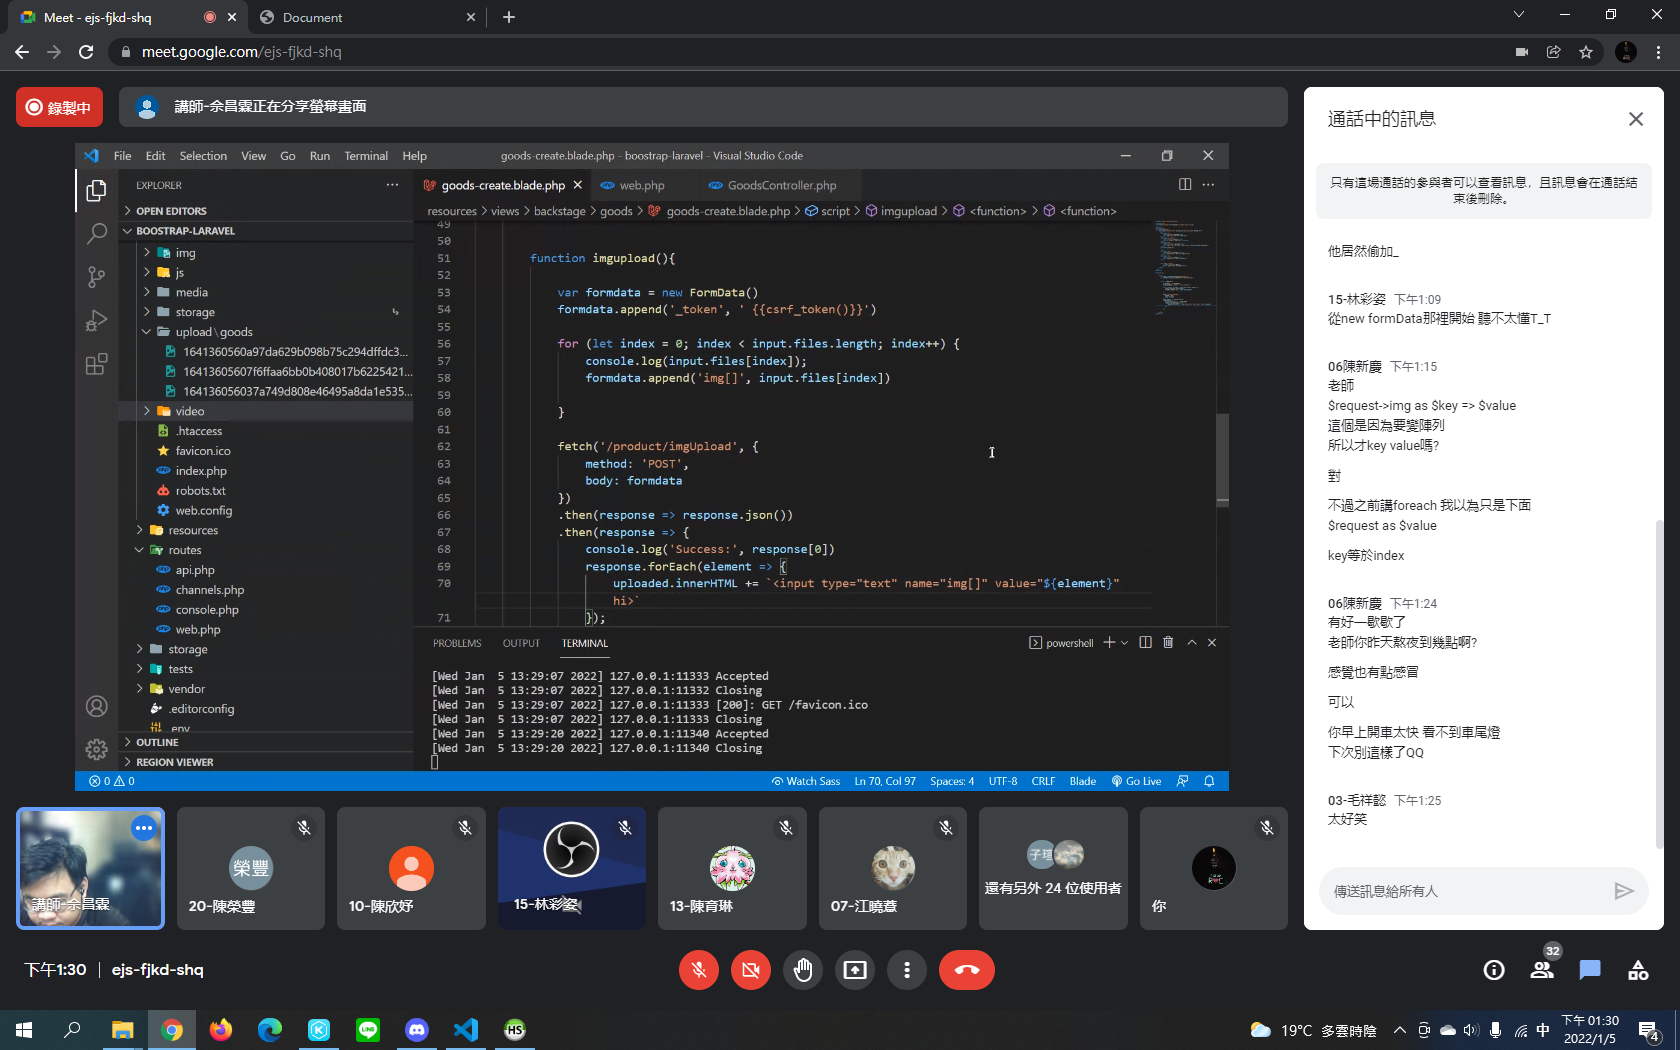 Meet - ejs-fjkd-shq
Document
meet.google.com/ejs-fjkd-shq
錄製中
講師-余昌霖正在分享螢幕畫面
File Edit Selection View Go Run Terminal Help
goods-create.blade.php - boostrap-laravel - Visual Studio Code
EXPLORER
OPEN EDITORS
BOOSTRAP-LARAVEL
img
js
media
storage
upload\goods
1641360560a97da629b098b75c294dffdc3...
1641360560​7f6ffaa6bb0b408017b6225421...
164136056037a749d808e46495a8da1e535...
video
.htaccess
favicon.ico
index.php
robots.txt
web.config
resources
routes
api.php
channels.php
console.php
web.php
storage
tests
vendor
.editorconfig
.env
OUTLINE
REGION VIEWER
goods-create.blade.php
web.php
GoodsController.php
resources > views > backstage > goods > goods-create.blade.php > script > imgupload > <function> > <function>
49
50
51 function imgupload(){
52
53 var formdata = new FormData()
54 formdata.append('_token', ' {{csrf_token()}}')
55
56 for (let index = 0; index < input.files.length; index++) {
57 console.log(input.files[index]);
58 formdata.append('img[]', input.files[index])
59
60 }
61
62 fetch('/product/imgUpload', {
63 method: 'POST',
64 body: formdata
65 })
66 .then(response => response.json())
67 .then(response => {
68 console.log('Success:', response[0])
69 response.forEach(element => {
70 uploaded.innerHTML += `<input type="text" name="img[]" value="${element}"
hi>`
71 });
PROBLEMS OUTPUT TERMINAL
powershell
[Wed Jan  5 13:29:07 2022] 127.0.0.1:11333 Accepted
[Wed Jan  5 13:29:07 2022] 127.0.0.1:11332 Closing
[Wed Jan  5 13:29:07 2022] 127.0.0.1:11333 [200]: GET /favicon.ico
[Wed Jan  5 13:29:07 2022] 127.0.0.1:11333 Closing
[Wed Jan  5 13:29:20 2022] 127.0.0.1:11340 Accepted
[Wed Jan  5 13:29:20 2022] 127.0.0.1:11340 Closing
0 0
Watch Sass Ln 70, Col 97 Spaces: 4 UTF-8 CRLF Blade Go Live
通話中的訊息
只有這場通話的參與者可以查看訊息，且訊息會在通話結
束後刪除。
他居然偷加_
15-林彩姿 下午1:09
從new formData那裡開始 聽不太懂T_T
06陳新慶 下午1:15
老師
$request->img as $key => $value
這個是因為要變陣列
所以才key value嗎?
對
不過之前講foreach 我以為只是下面
$request as $value
key等於index
06陳新慶 下午1:24
有好一歇歇了
老師你昨天熬夜到幾點啊?
感覺也有點感冒
可以
你早上開車太快 看不到車尾燈
下次別這樣了QQ
03-毛祥懿 下午1:25
太好笑
傳送訊息給所有人
講師-余昌霖
榮豐
20-陳榮豐
10-陳欣妤
15-林彩姿
13-陳育琳
07-江曉薏
子瑄
還有另外 24 位使用者
你
下午1:30 | ejs-fjkd-shq
32
HS
19°C 多雲時陰
中
下午 01:30
2022/1/5
4